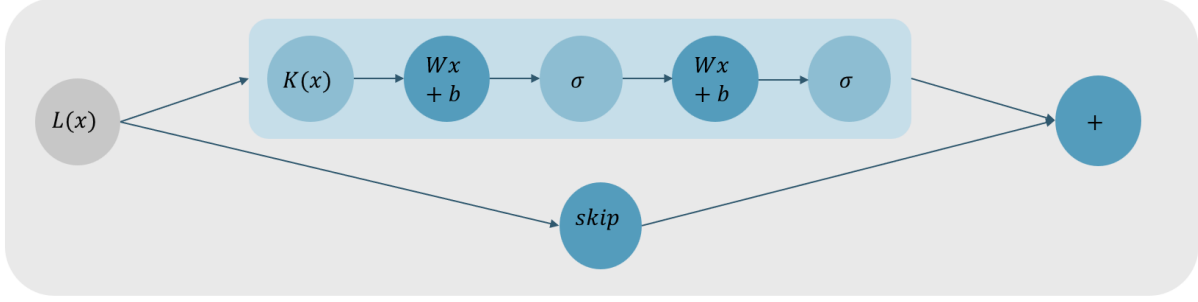 L(x)
K(x)
Wx
+ b
σ
Wx
+ b
σ
skip
+